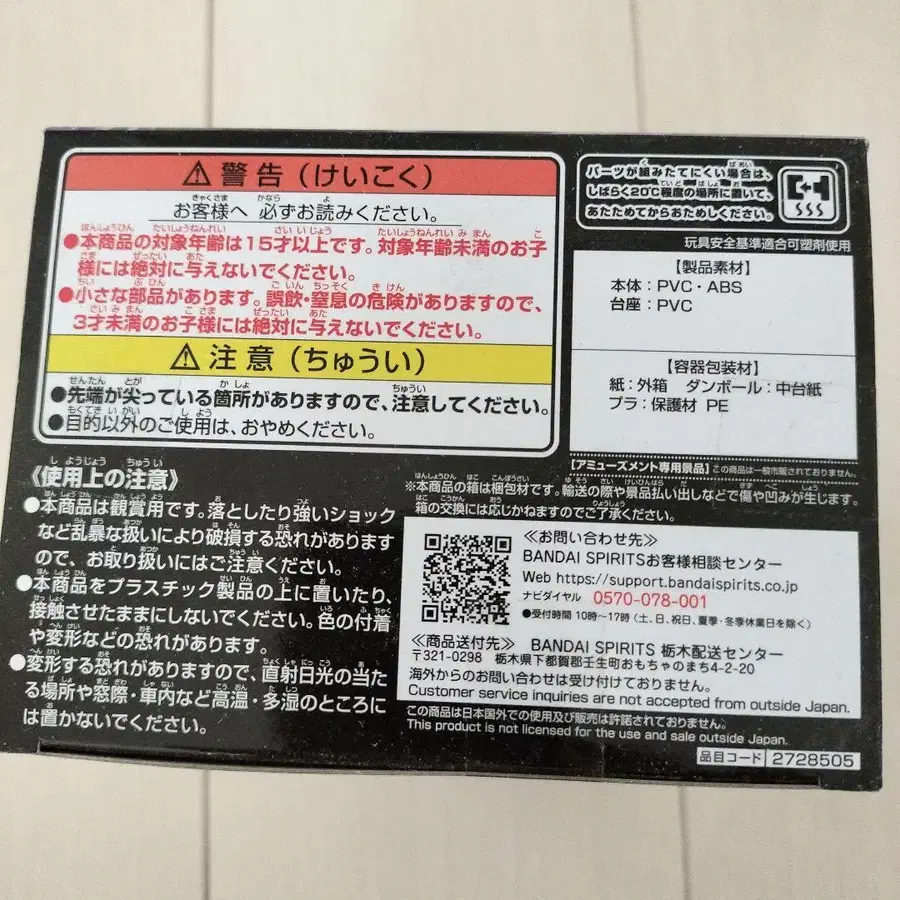 ⚠ 警告（けいこく）
お客様へ 必ずお読みください。
●本商品の対象年齢は15才以上です。対象年齢未満のお子
様には絶対に与えないでください。
●小さな部品があります。誤飲・窒息の危険がありますので、
3才未満のお子様には絶対に与えないでください。
⚠ 注意（ちゅうい）
●先端が尖っている箇所がありますので、注意してください。
●目的以外のご使用は、おやめください。
《使用上の注意》
●本商品は観賞用です。落としたり強いショック
など乱暴な扱いにより破損する恐れがあります
ので、お取り扱いにはご注意ください。
●本商品をプラスチック製品の上に置いたり、
接触させたままにしないでください。色の付着
や変形などの恐れがあります。
●変形する恐れがありますので、直射日光の当た
る場所や窓際・車内など高温・多湿のところに
は置かないでください。
パーツが組みたてにくい場合は、
しばらく20℃程度の場所に置いて、
あたためてからおためしください。
玩具安全基準適合可塑剤使用
【製品素材】
本体：PVC・ABS
台座：PVC
【容器包装材】
紙：外箱 ダンボール：中台紙
プラ：保護材 PE
【アミューズメント専用景品】この商品は一般市販されておりません。
※本商品の箱は梱包材です。輸送の際や景品払い出しなどで傷や凹みが生じます。
箱の交換には応じかねますのでご了承ください。
≪お問い合わせ先≫
BANDAI SPIRITSお客様相談センター
Web https://support.bandaispirits.co.jp
ナビダイヤル 0570-078-001
●受付時間 10時～17時（土、日、祝日、夏季・冬季休業日を除く）
≪商品送付先≫ BANDAI SPIRITS 栃木配送センター
〒321-0298 栃木県下都賀郡壬生町おもちゃのまち4-2-20
海外からのお問い合わせは受け付けておりません。
Customer service inquiries are not accepted from outside Japan.
この商品は日本国外での使用及び販売は許諾されておりません。
This product is not licensed for the use and sale outside Japan.
品目コード 2728505